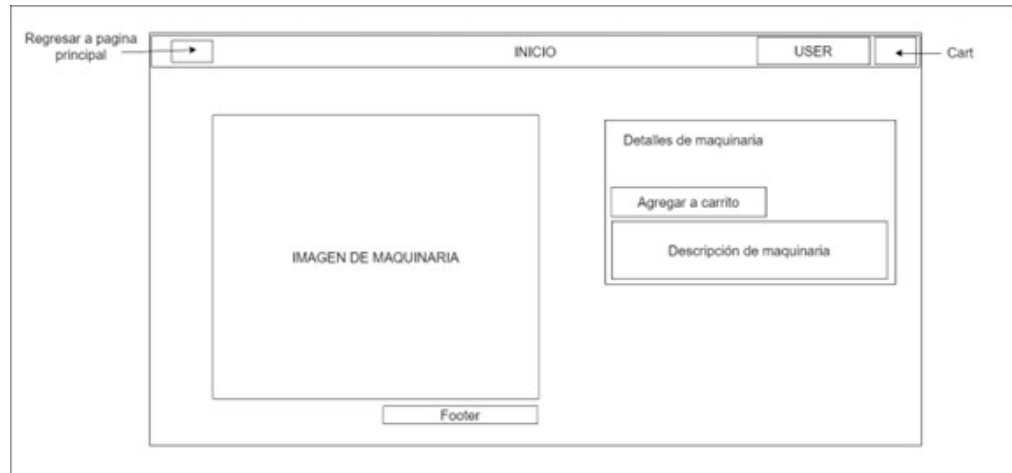 Regresar a pagina
principal
INICIO
USER
Cart
Detalles de maquinaria
Agregar a carrito
Descripción de maquinaria
IMAGEN DE MAQUINARIA
Footer